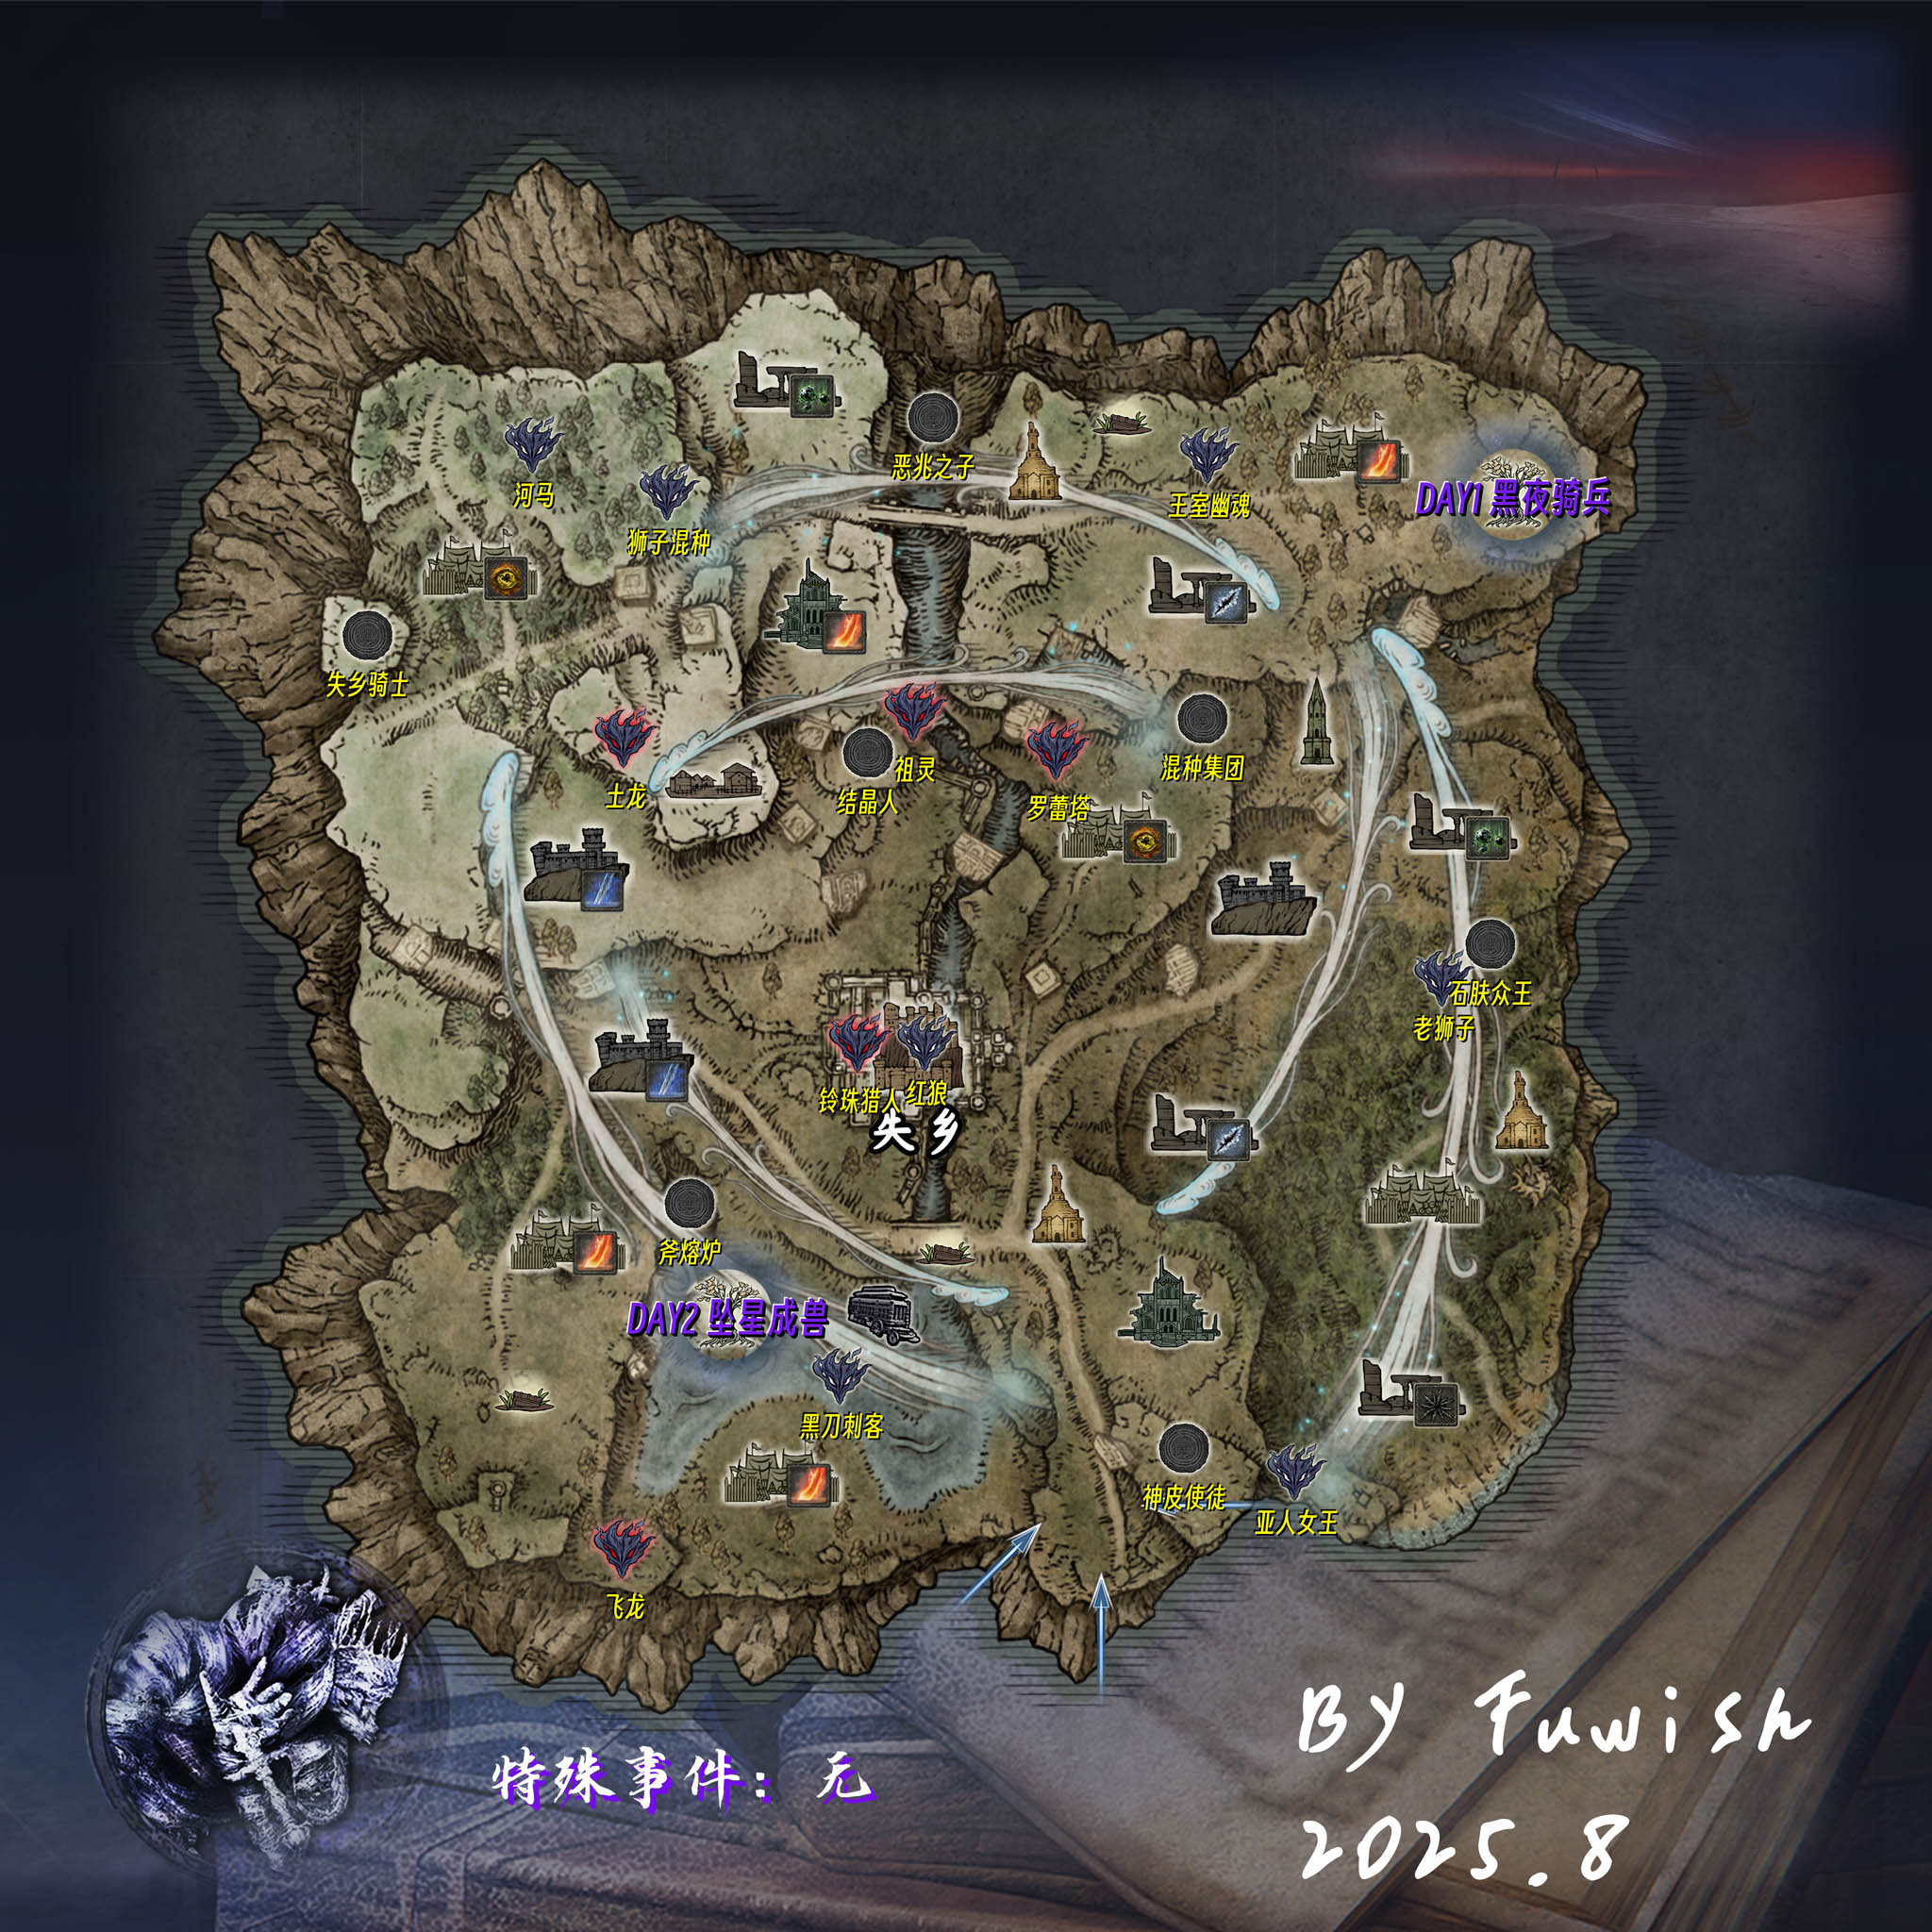 恶兆之子
河马
王室幽魂
DAY1 黑夜骑兵
狮子混种
失乡骑士
土龙
祖灵
结晶人
罗蕾塔
混种集团
石肤众王
老狮子
铃珠猎人
红狼
失乡
斧熔炉
DAY2 坠星成兽
黑刀刺客
神皮使徒
亚人女王
飞龙
特殊事件：无
BY Fuwish
2025.8